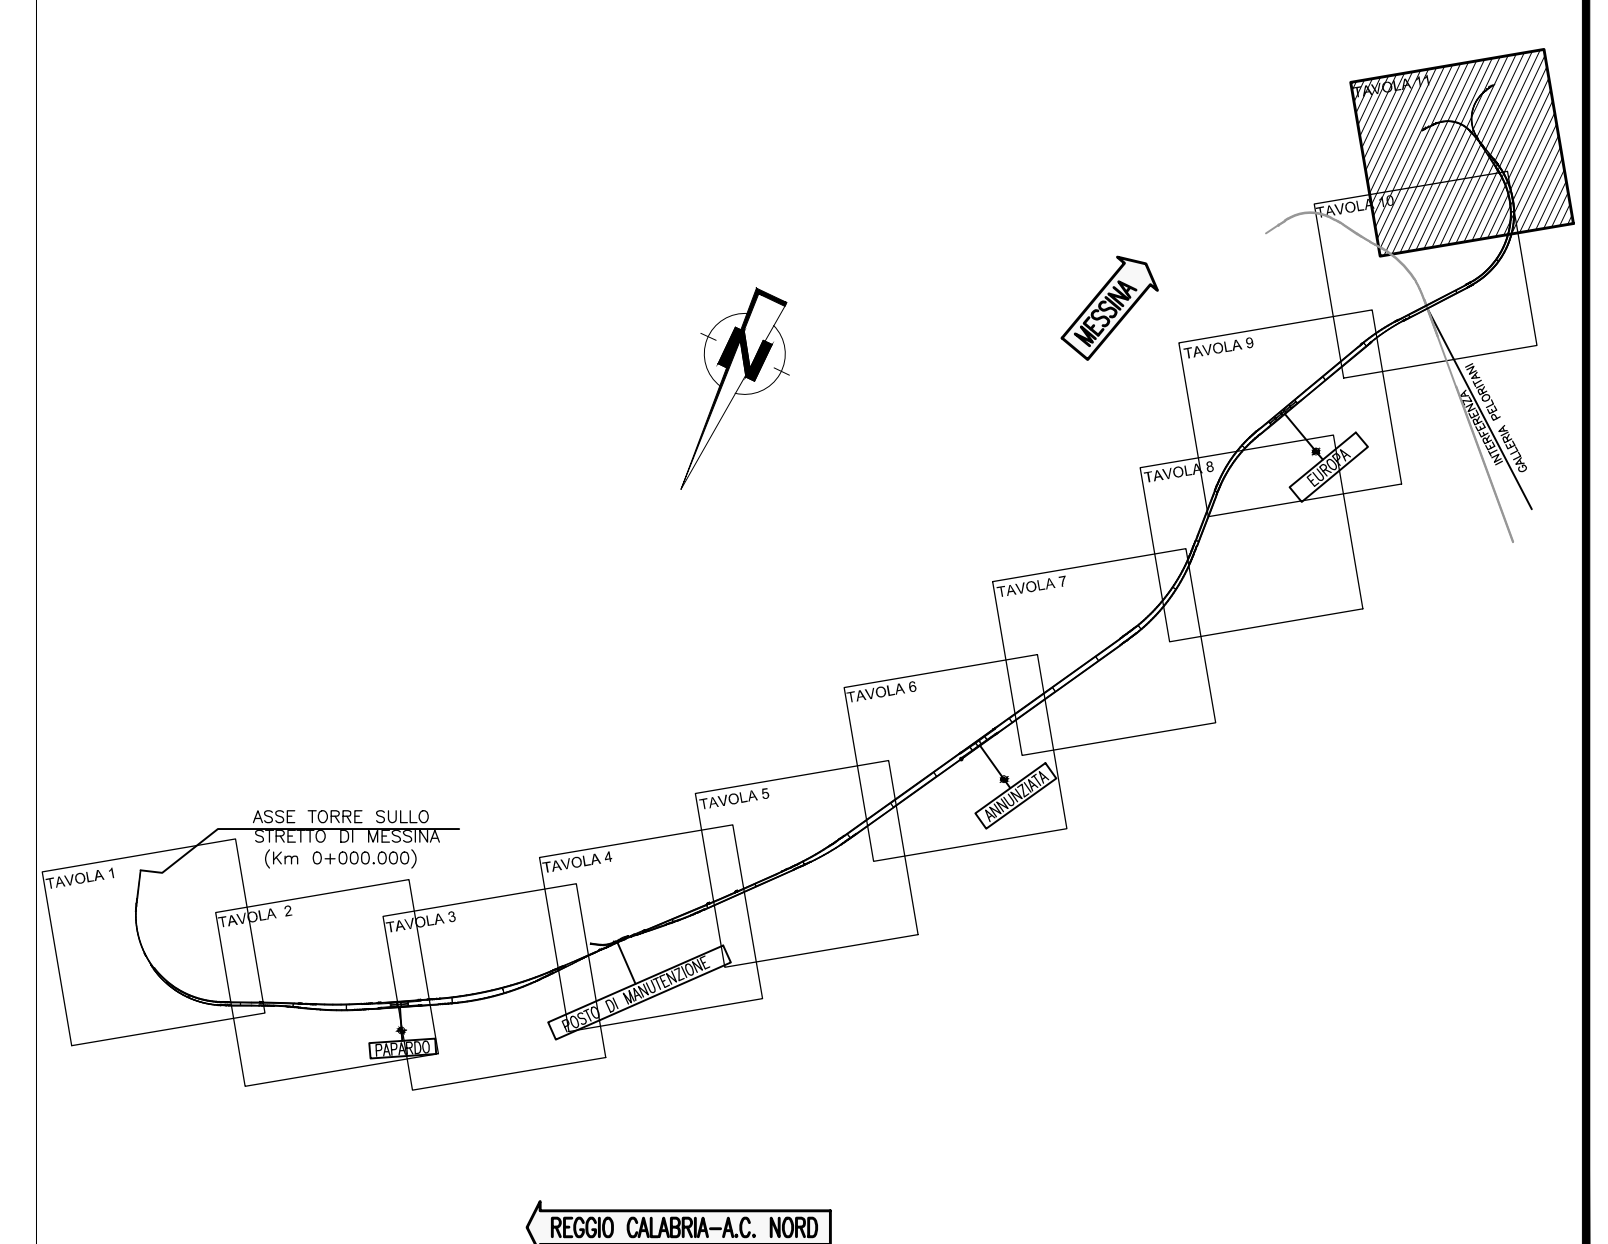 TAVOLA 11
TAVOLA 10
MESSINA
N
TAVOLA 9
INTERFERENZA
GALLERIA PELORITANI
EUROPA
TAVOLA 8
TAVOLA 7
TAVOLA 6
ANNUNZIATA
TAVOLA 5
ASSE TORRE SULLO
STRETTO DI MESSINA
(Km 0+000.000)
TAVOLA 4
TAVOLA 1
TAVOLA 2
TAVOLA 3
POSTO DI MANUTENZIONE
PAPARDO
REGGIO CALABRIA-A.C. NORD